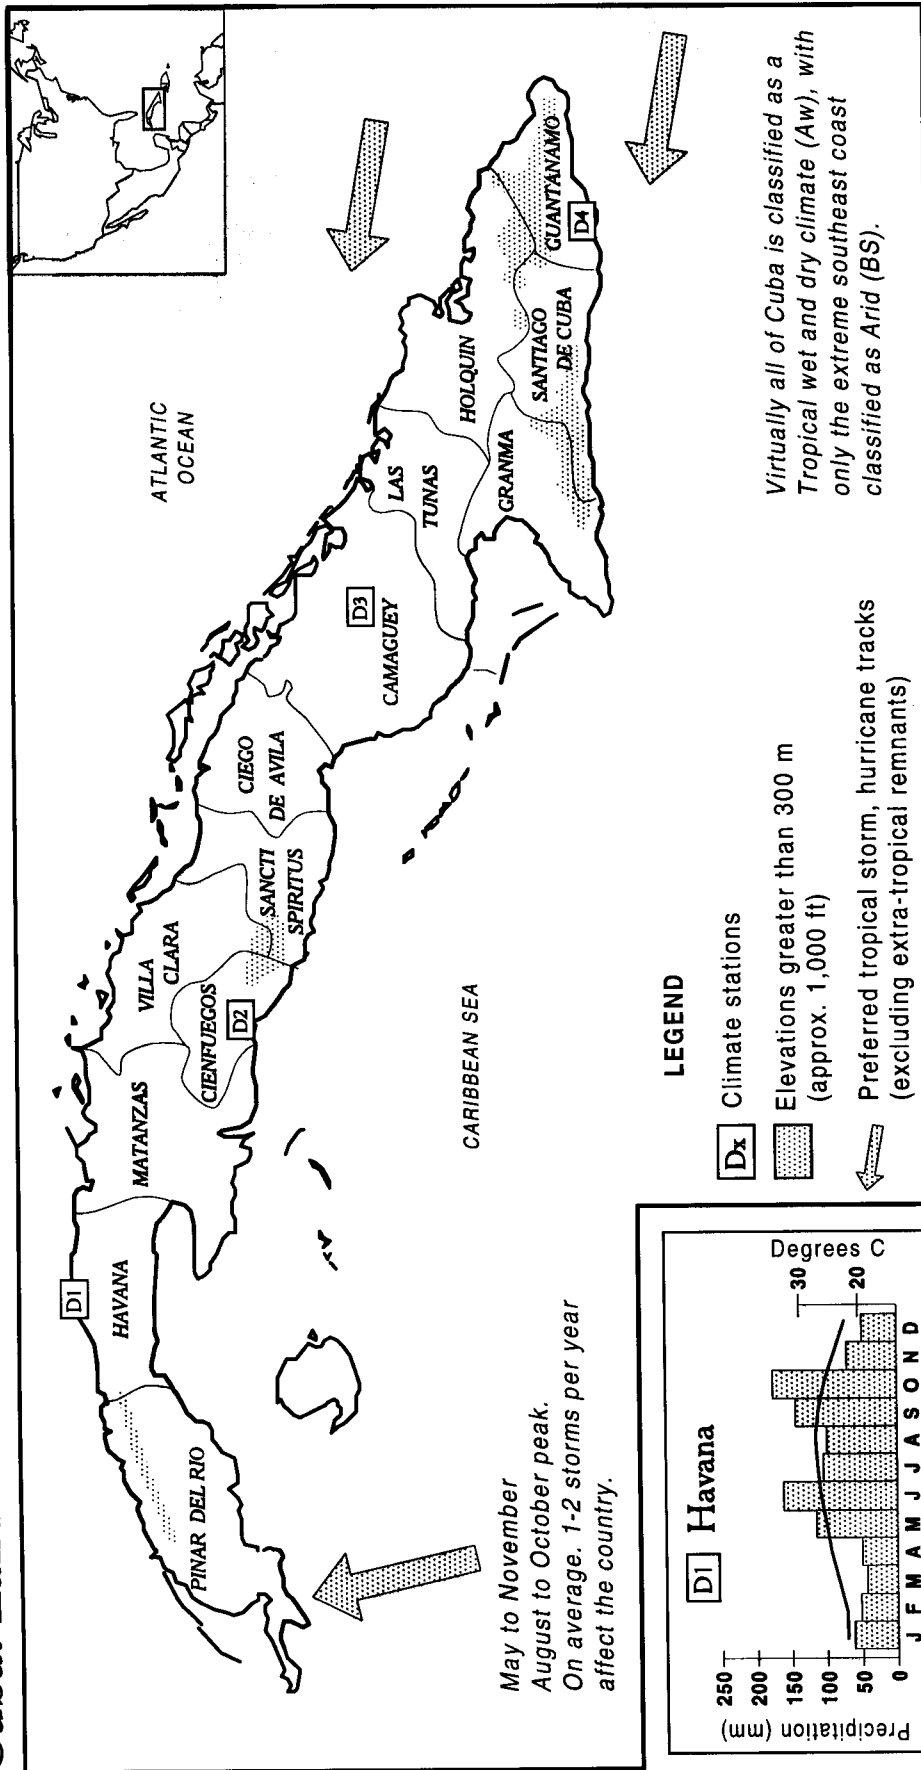 ATLANTIC
OCEAN
D1
HAVANA
PINAR DEL RIO
MATANZAS
VILLA
CLARA
CIENFUEGOS
D2
SANCTI
SPIRITUS
CIEGO
DE AVILA
D3
CAMAGUEY
LAS
TUNAS
HOLQUIN
GRANMA
SANTIAGO
DE CUBA
GUANTANAMO
D4
CARIBBEAN SEA
May to November
August to October peak.
On average. 1-2 storms per year
affect the country.
LEGEND
Dx Climate stations
Elevations greater than 300 m
(approx. 1,000 ft)
Preferred tropical storm, hurricane tracks
(excluding extra-tropical remnants)
Virtually all of Cuba is classified as a
Tropical wet and dry climate (Aw), with
only the extreme southeast coast
classified as Arid (BS).
D1 Havana
Precipitation (mm)
250
200
150
100
50
0
Degrees C
30
20
J F M A M J J A S O N D